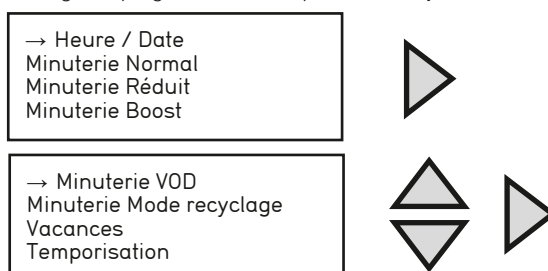 → Heure / Date
Minuterie Normal
Minuterie Réduit
Minuterie Boost
→ Minuterie VOD
Minuterie Mode recyclage
Vacances
Temporisation